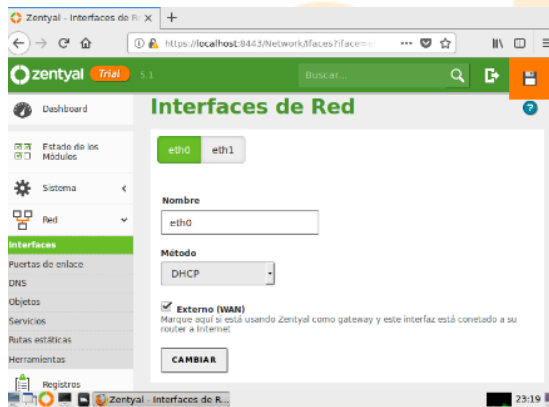 Zentyal - Interfaces de R
https://localhost:8443/Network/Ifaces?iface=e
zentyal Trial 5.1
Buscar...
Dashboard
Estado de los
Módulos
Sistema
Red
Interfaces
Puertas de enlace
DNS
Objetos
Servicios
Rutas estáticas
Herramientas
Registros
Interfaces de Red
eth0 eth1
Nombre
eth0
Método
DHCP
Externo (WAN)
Marque aquí si está usando Zentyal como gateway y este interfaz está conetado a su
router a Internet
CAMBIAR
Zentyal - Interfaces de R...
23:19